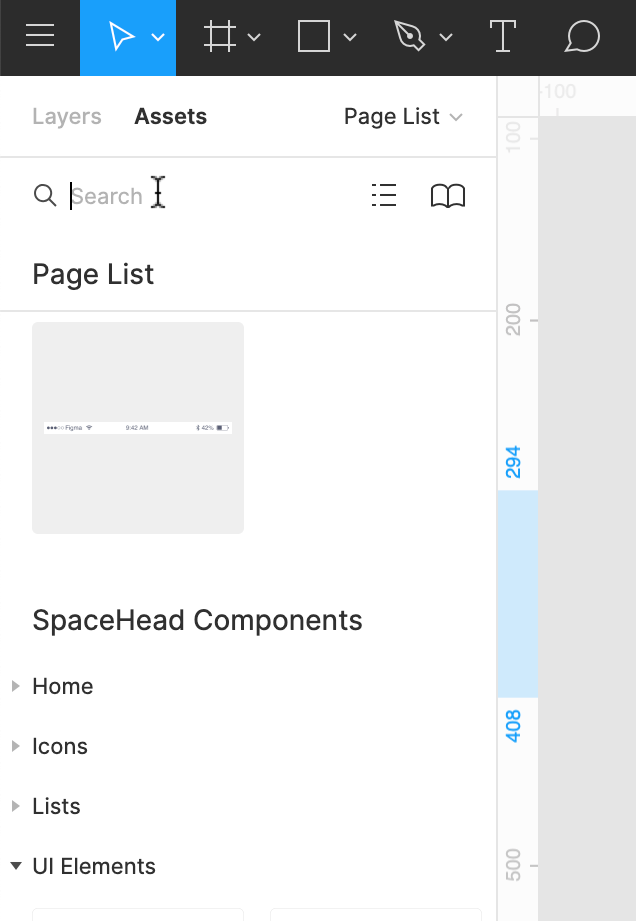 Layers Assets Page List
-100
100
Search
Page List
200
Figma 9:42 AM 42%
294
SpaceHead Components
Home
408
Icons
Lists
UI Elements
500